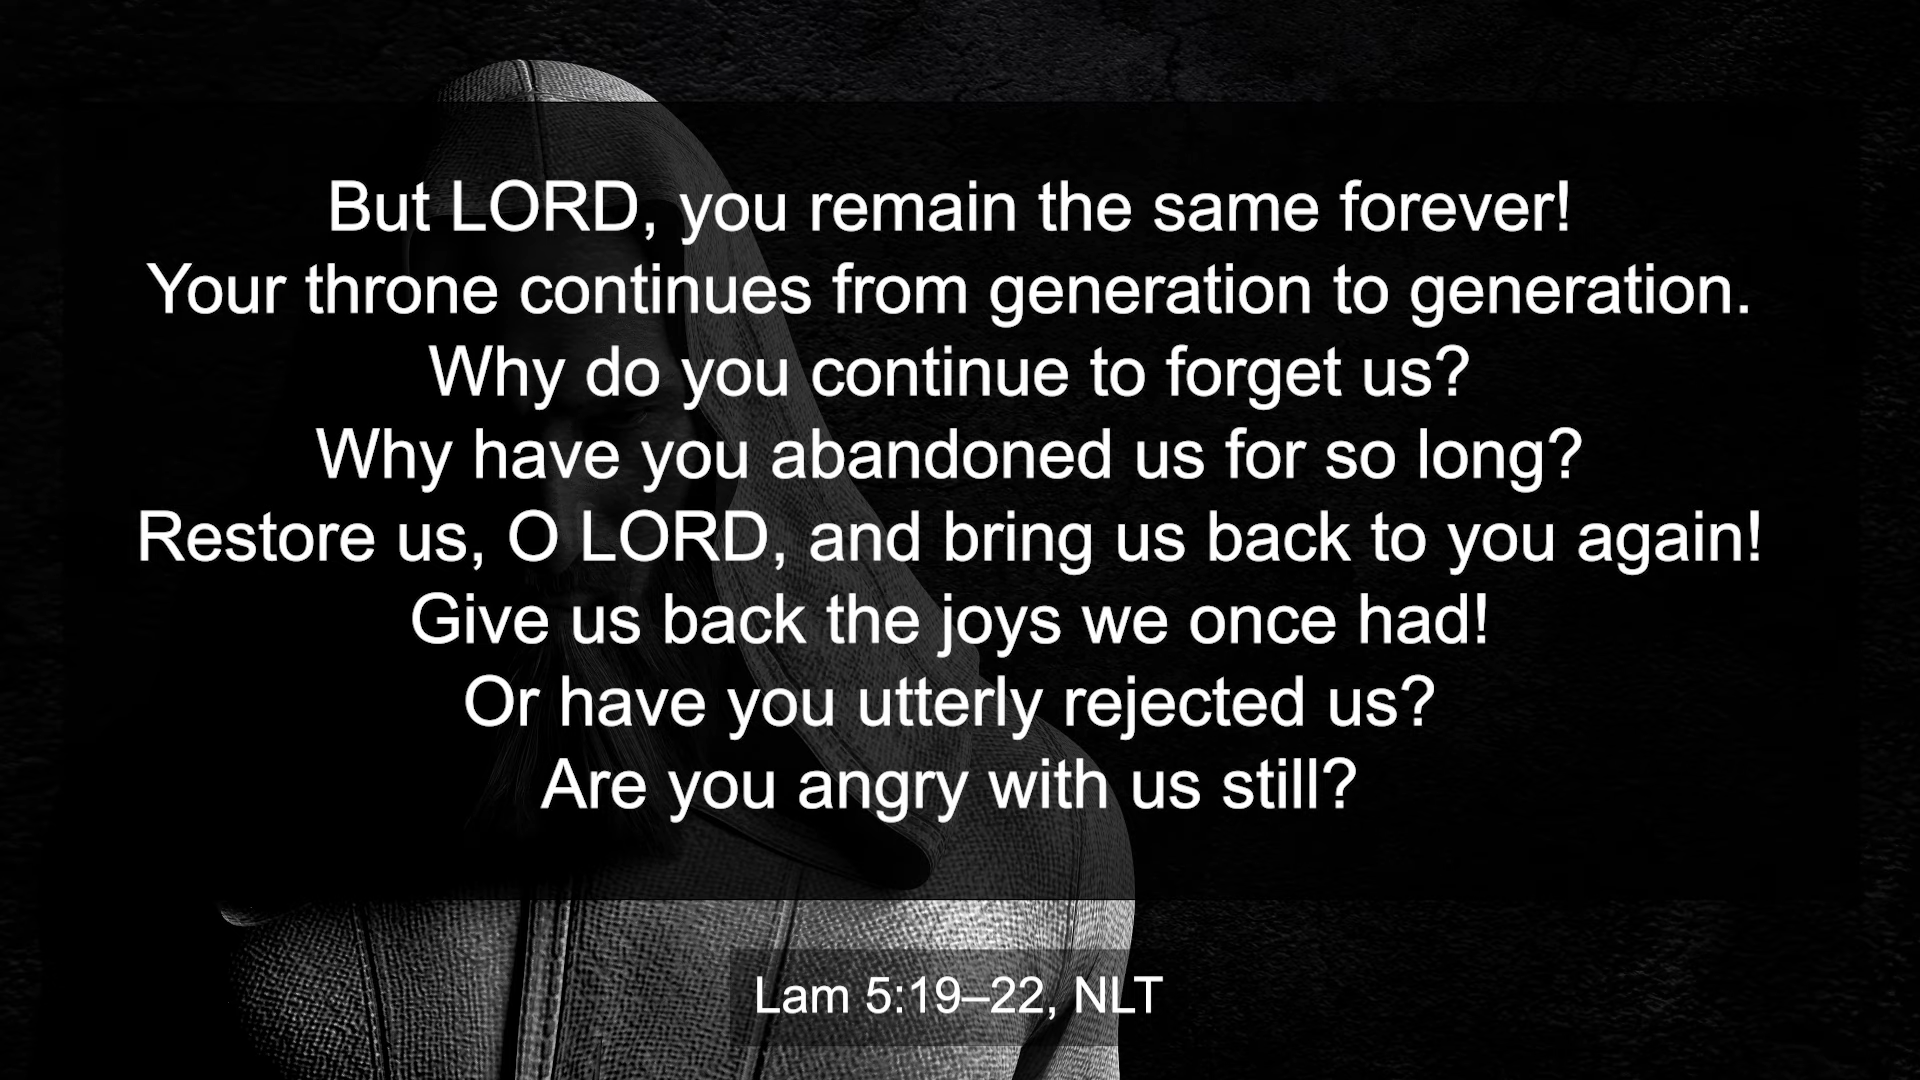 But LORD, you remain the same forever!
Your throne continues from generation to generation.
Why do you continue to forget us?
Why have you abandoned us for so long?
Restore us, O LORD, and bring us back to you again!
Give us back the joys we once had!
Or have you utterly rejected us?
Are you angry with us still?
Lam 5:19–22, NLT